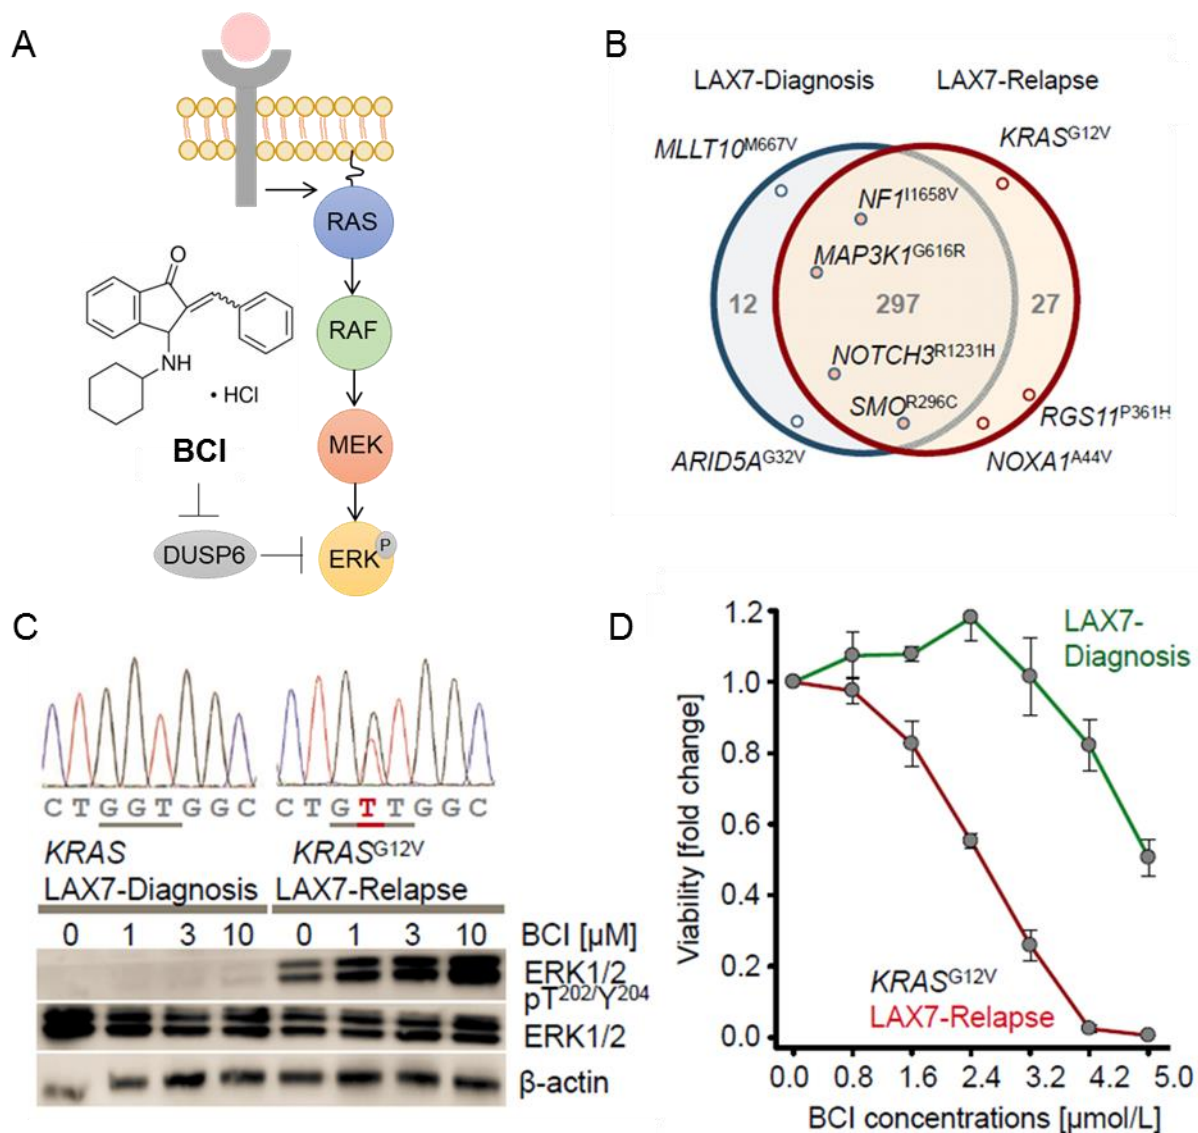 A
RAS
O
NH
• HCl
BCI
RAF
MEK
DUSP6
ERK
P
B
LAX7-Diagnosis LAX7-Relapse
MLLT10M667V
KRASG12V
NF1I1658V
MAP3K1G616R
12 297 27
NOTCH3R1231H
SMOR296C
RGS11P361H
ARID5AG32V
NOXA1A44V
C
C T G G T G G C C T G T T G G C
KRAS KRASG12V
LAX7-Diagnosis LAX7-Relapse
0 1 3 10 0 1 3 10 BCI [µM]
ERK1/2
pT202/Y204
ERK1/2
β-actin
D
Viability [fold change]
1.2
1.0
0.8
0.6
0.4
0.2
0.0
LAX7-
Diagnosis
KRASG12V
LAX7-Relapse
0.0 0.8 1.6 2.4 3.2 4.2 5.0
BCI concentrations [µmol/L]